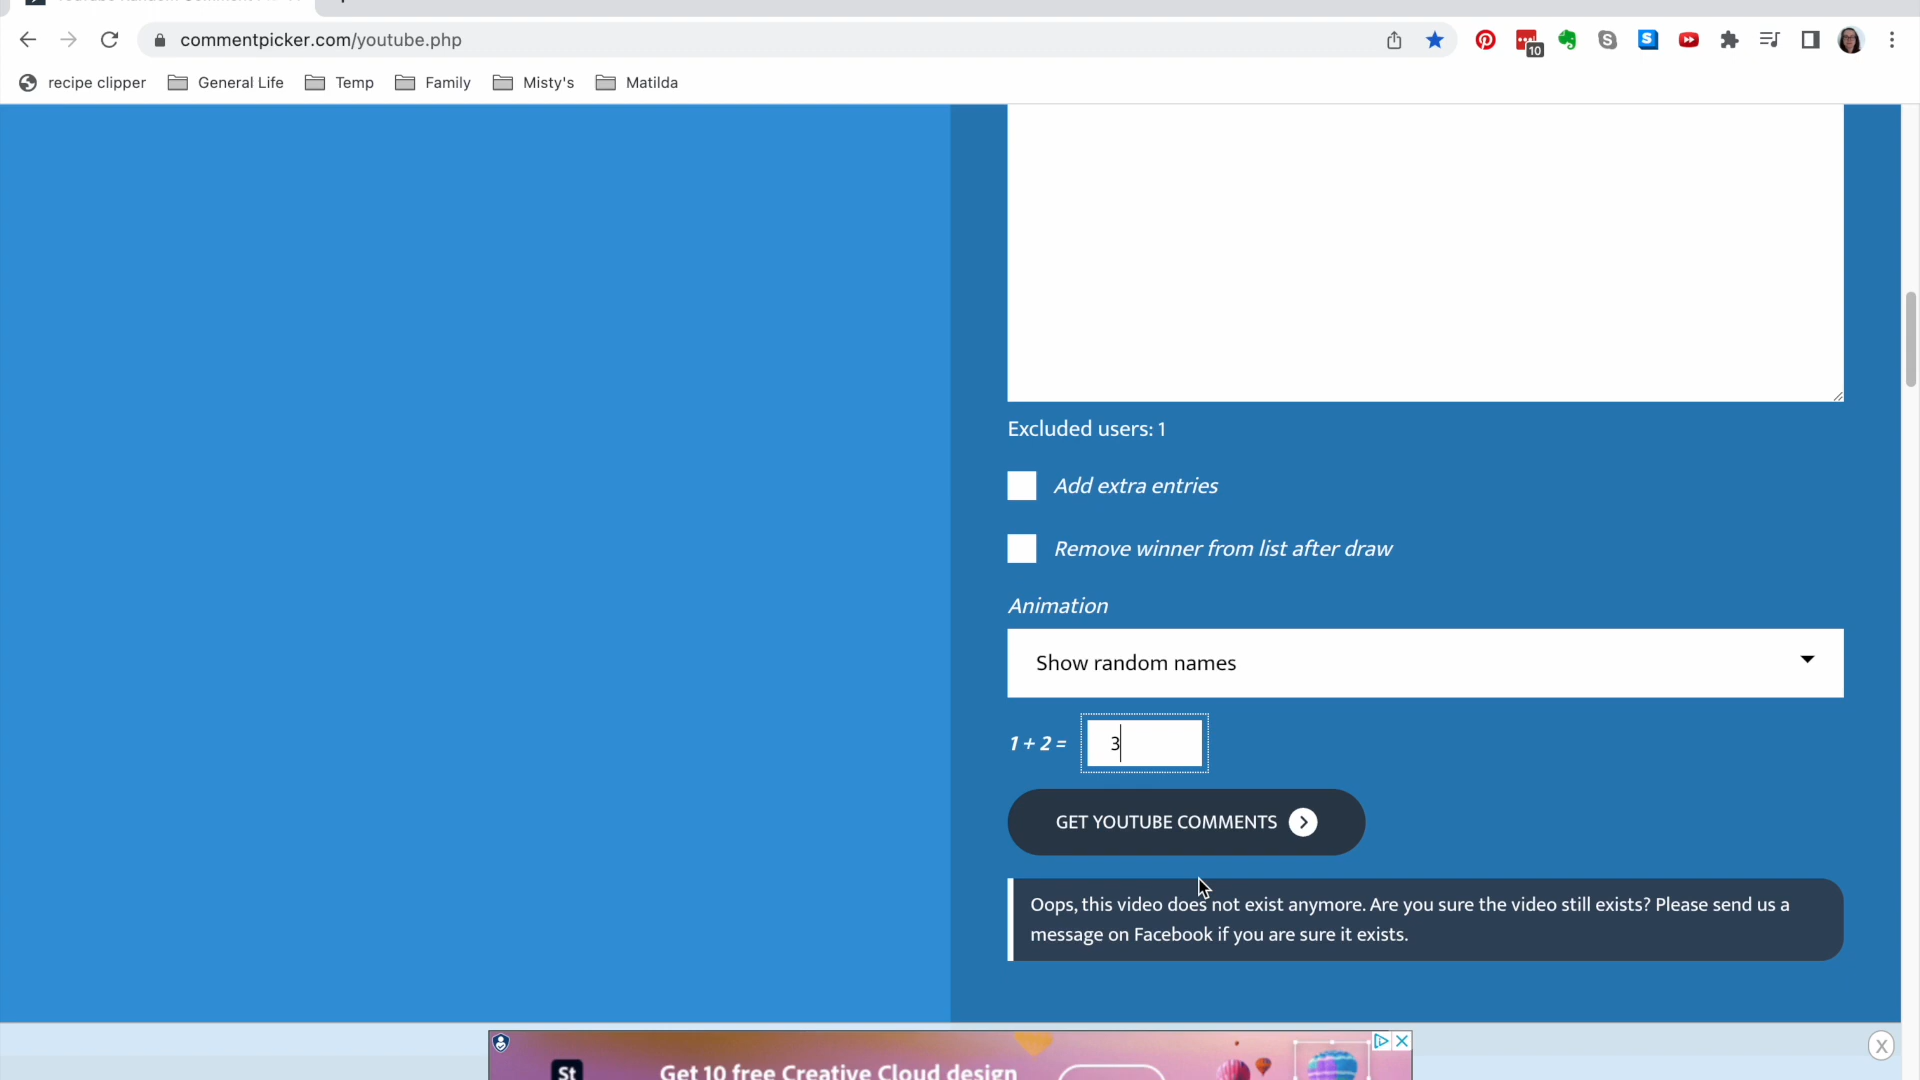 commentpicker.com/youtube.php
10
S
S
recipe clipper
General Life
Temp
Family
Misty's
Matilda
Excluded users: 1
Add extra entries
Remove winner from list after draw
Animation
Show random names
1 + 2 =
3
GET YOUTUBE COMMENTS
Oops, this video does not exist anymore. Are you sure the video still exists? Please send us a
message on Facebook if you are sure it exists.
X
St
Get 10 free Creative Cloud design